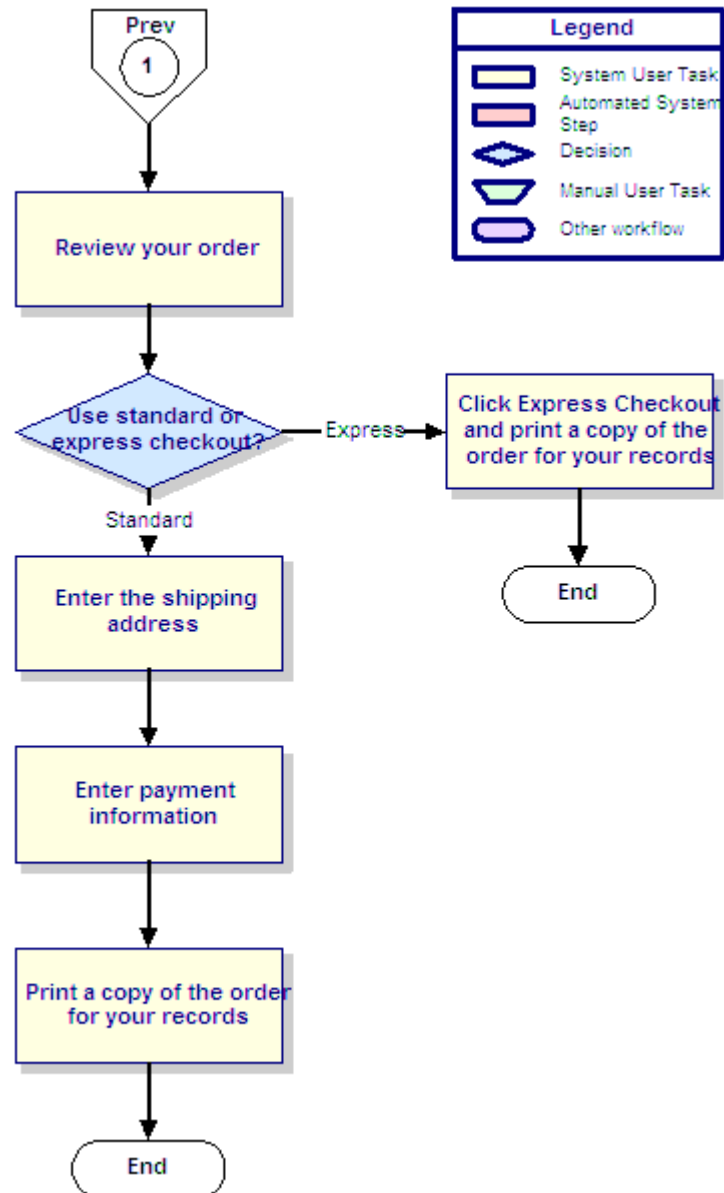 Prev
1
Legend
System User Task
Automated System
Step
Decision
Manual User Task
Other workflow
Review your order
Use standard or
express checkout?
Express
Click Express Checkout
and print a copy of the
order for your records
Standard
End
Enter the shipping
address
Enter payment
information
Print a copy of the order
for your records
End